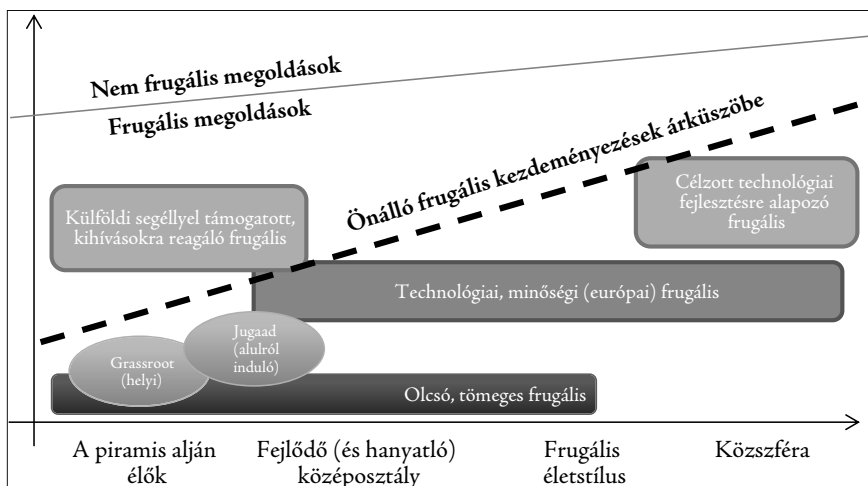 Nem frugális megoldások
Frugális megoldások
Önálló frugális kezdeményezések árküszöbe
Külföldi segéllyel támogatott,
kihívásokra reagáló frugális
Célzott technológiai
fejlesztésre alapozó
frugális
Technológiai, minőségi (európai) frugális
Jugaad
(alulról
induló)
Grassroot
(helyi)
Olcsó, tömeges frugális
A piramis alján
élők
Fejlődő (és hanyatló)
középosztály
Frugális
életstílus
Közszféra